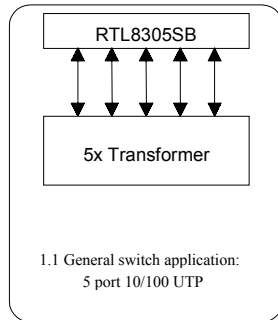 RTL8305SB
5x Transformer
1.1 General switch application:
5 port 10/100 UTP